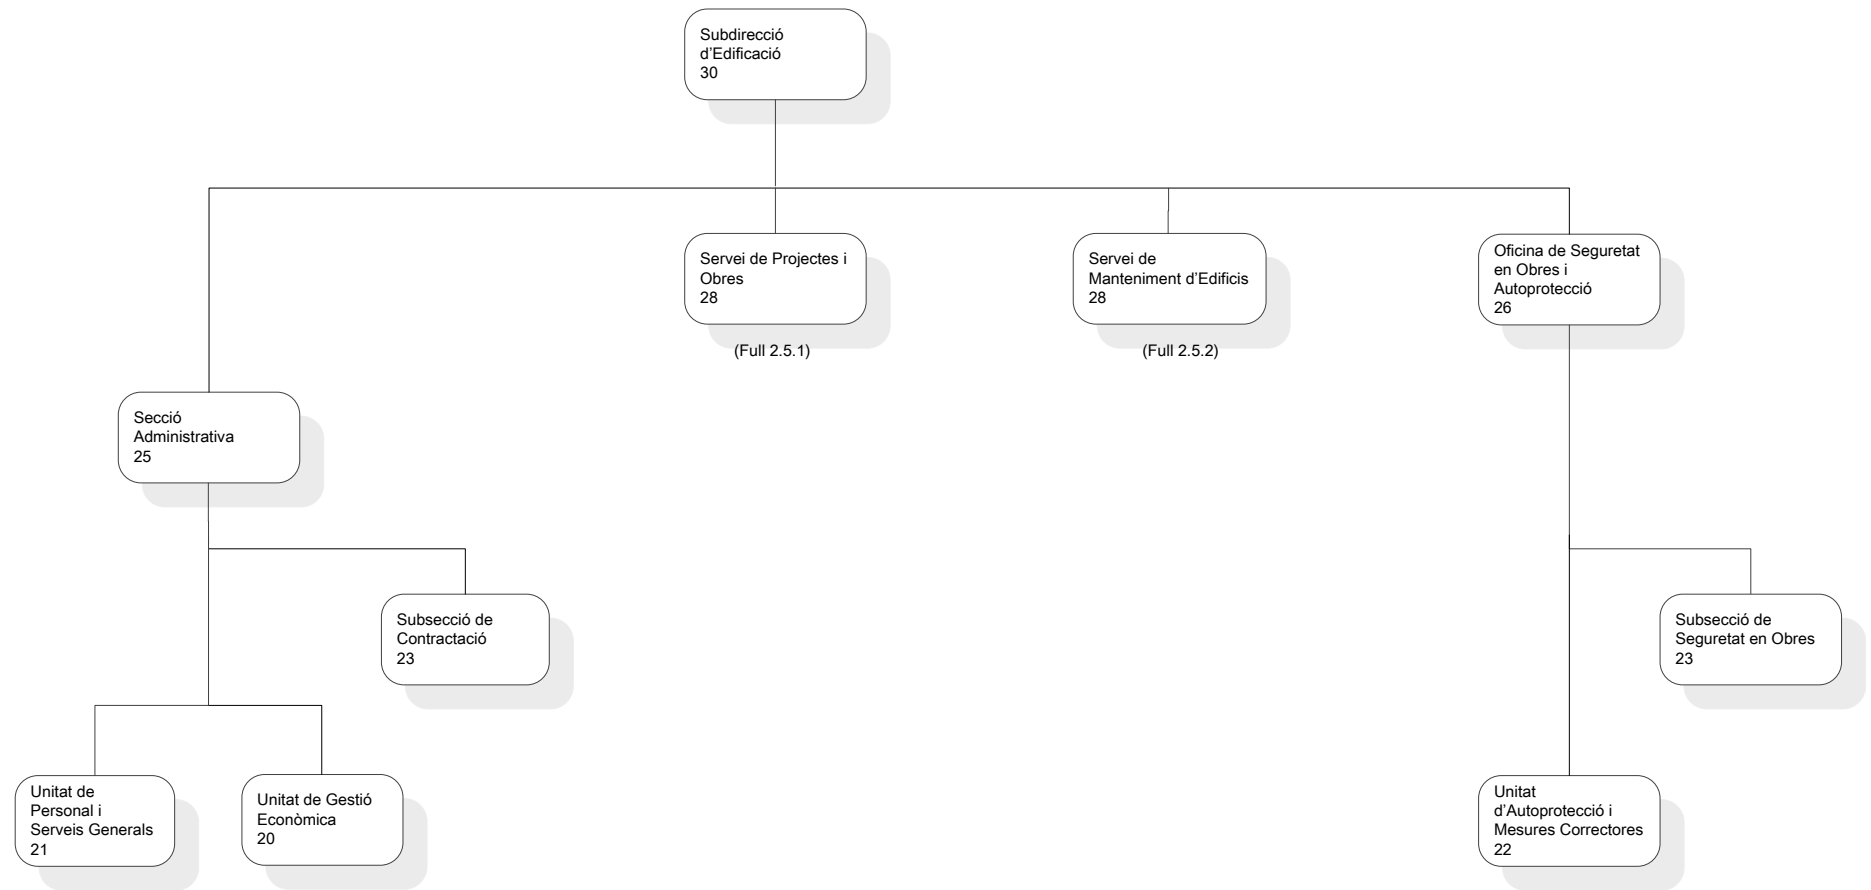 Subdirecció
d’Edificació
30
Servei de Projectes i
Obres
28
(Full 2.5.1)
Servei de
Manteniment d’Edificis
28
(Full 2.5.2)
Oficina de Seguretat
en Obres i
Autoprotecció
26
Secció
Administrativa
25
Subsecció de
Contractació
23
Subsecció de
Seguretat en Obres
23
Unitat de
Personal i
Serveis Generals
21
Unitat de Gestió
Econòmica
20
Unitat
d’Autoprotecció i
Mesures Correctores
22